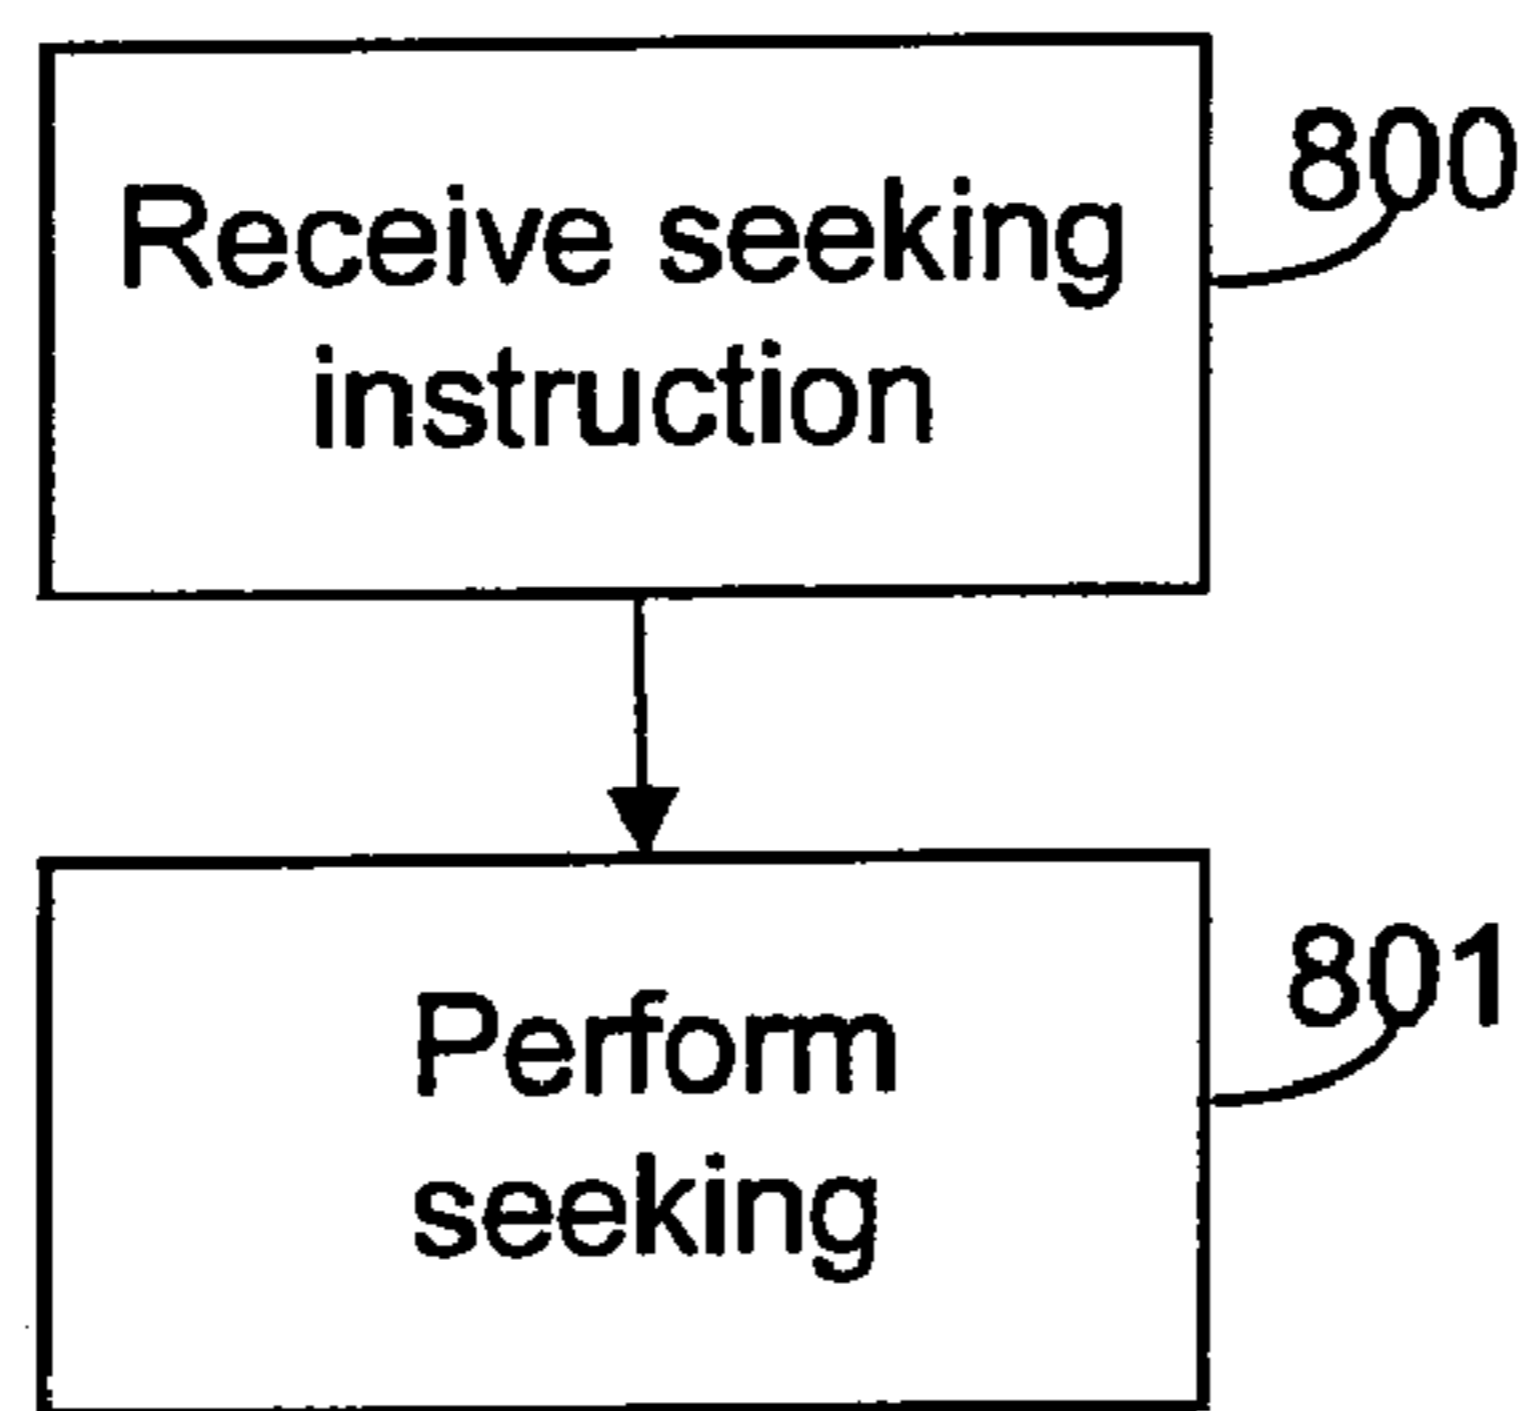 Receive seeking
instruction
800
Perform
seeking
801